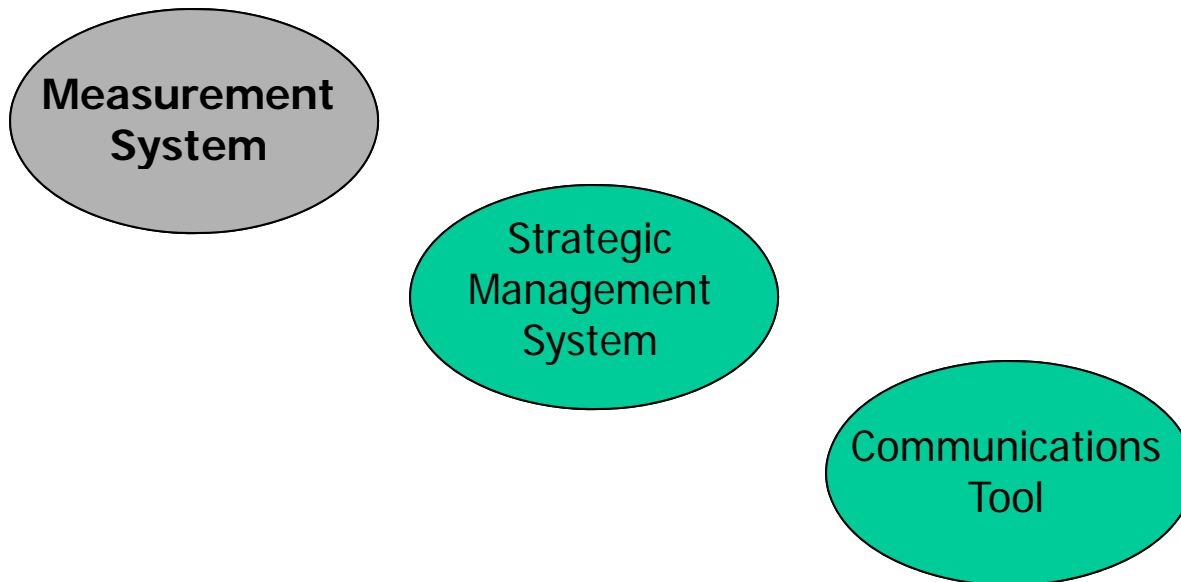 Measurement
System
Strategic
Management
System
Communications
Tool